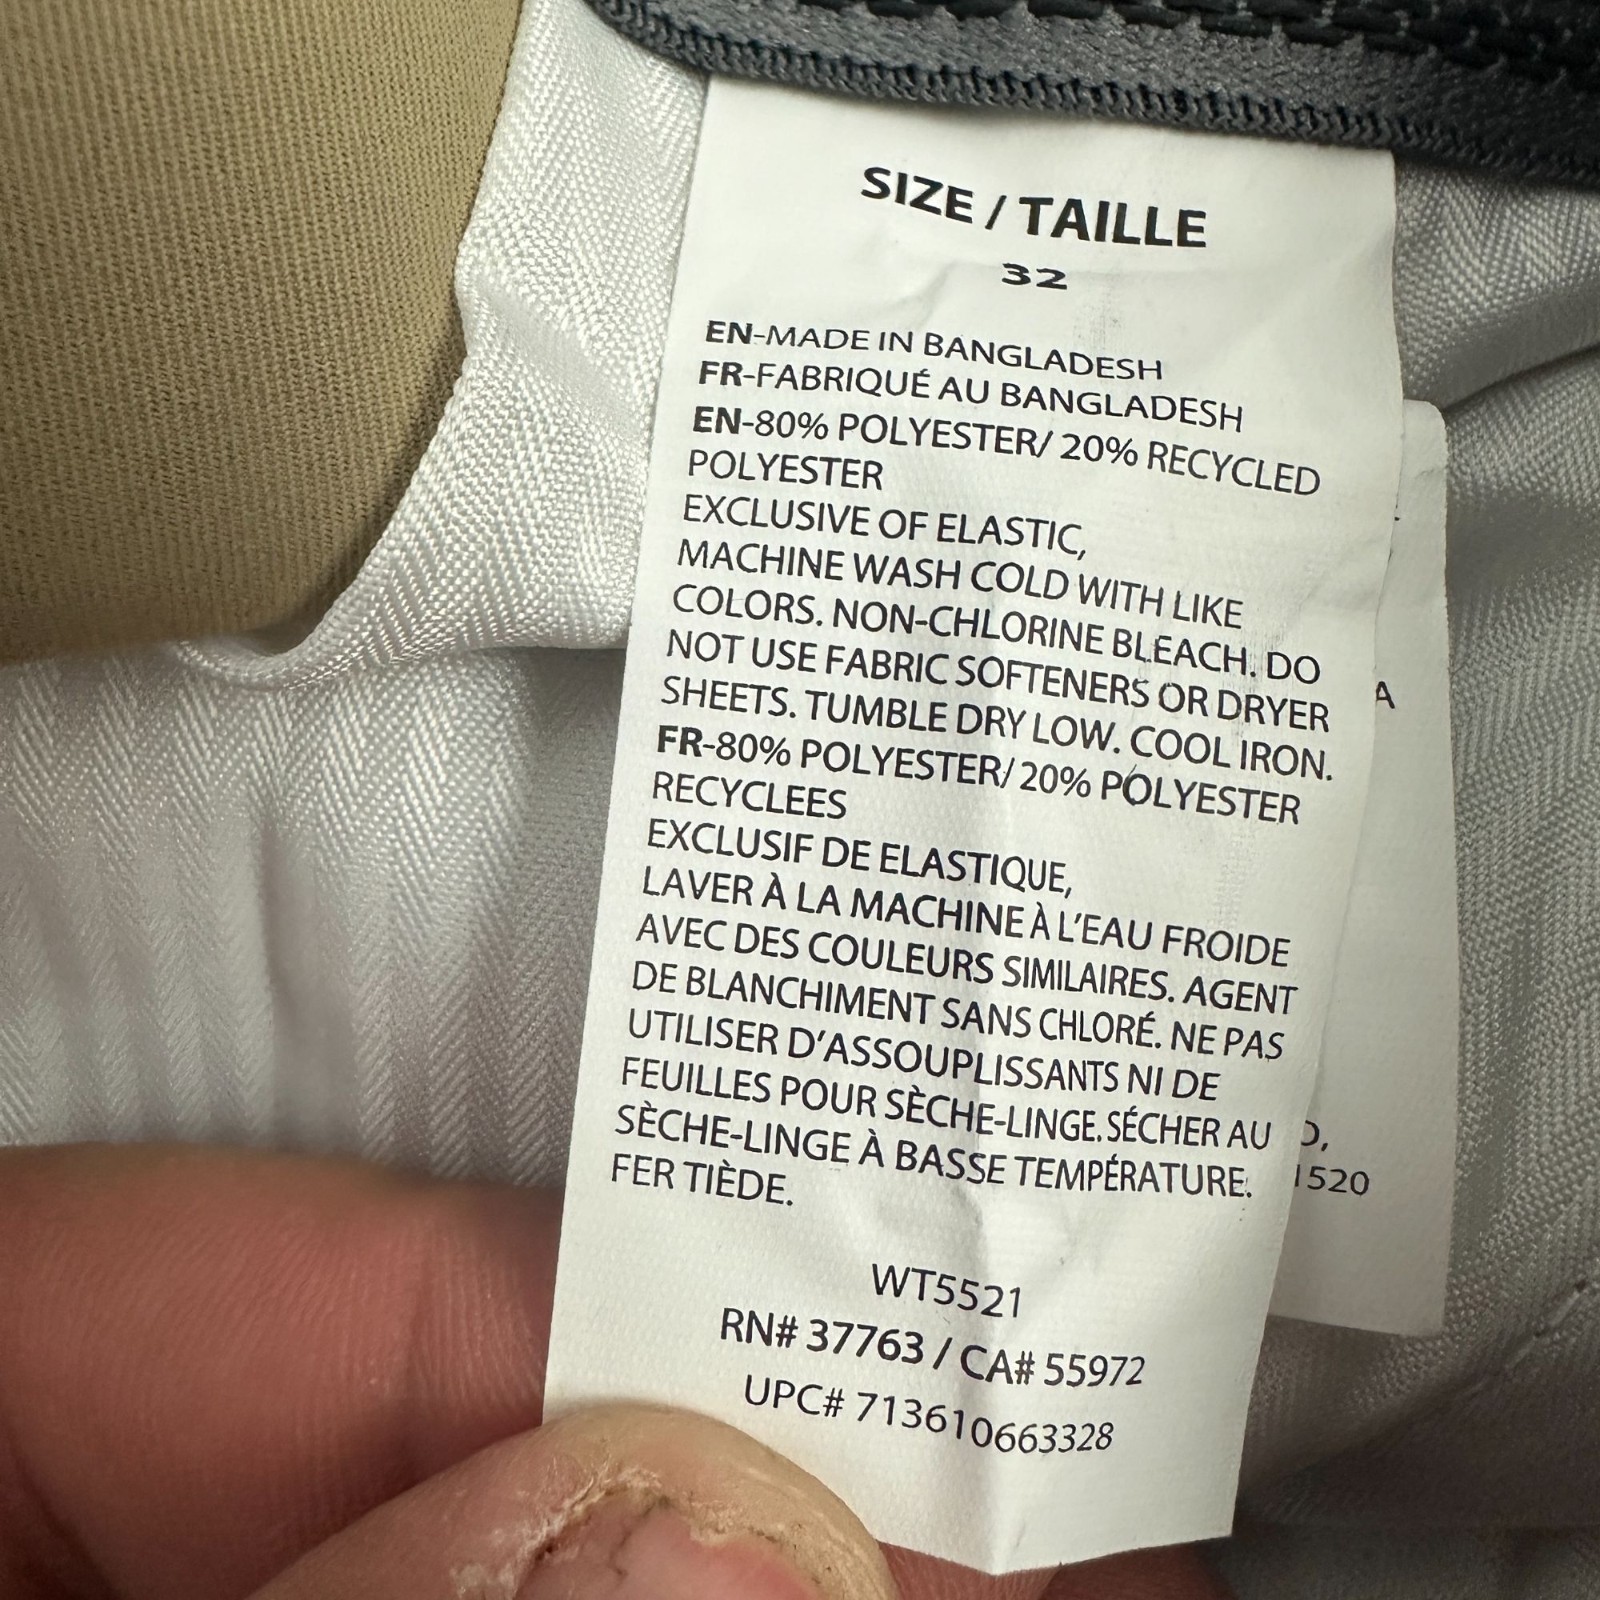 SIZE / TAILLE
32
EN-MADE IN BANGLADESH
FR-FABRIQUÉ AU BANGLADESH
EN-80% POLYESTER/ 20% RECYCLED
POLYESTER
EXCLUSIVE OF ELASTIC,
MACHINE WASH COLD WITH LIKE
COLORS. NON-CHLORINE BLEACH. DO
NOT USE FABRIC SOFTENERS OR DRYER
SHEETS. TUMBLE DRY LOW. COOL IRON.
FR-80% POLYESTER/ 20% POLYESTER
RECYCLEES
EXCLUSIF DE ELASTIQUE,
LAVER À LA MACHINE À L'EAU FROIDE
AVEC DES COULEURS SIMILAIRES. AGENT
DE BLANCHIMENT SANS CHLORÉ. NE PAS
UTILISER D'ASSOUPLISSANTS NI DE
FEUILLES POUR SÈCHE-LINGE. SÉCHER AU
SÈCHE-LINGE À BASSE TEMPÉRATURE.
FER TIÈDE.
WT5521
RN# 37763 / CA# 55972
UPC# 713610663328
A
1520